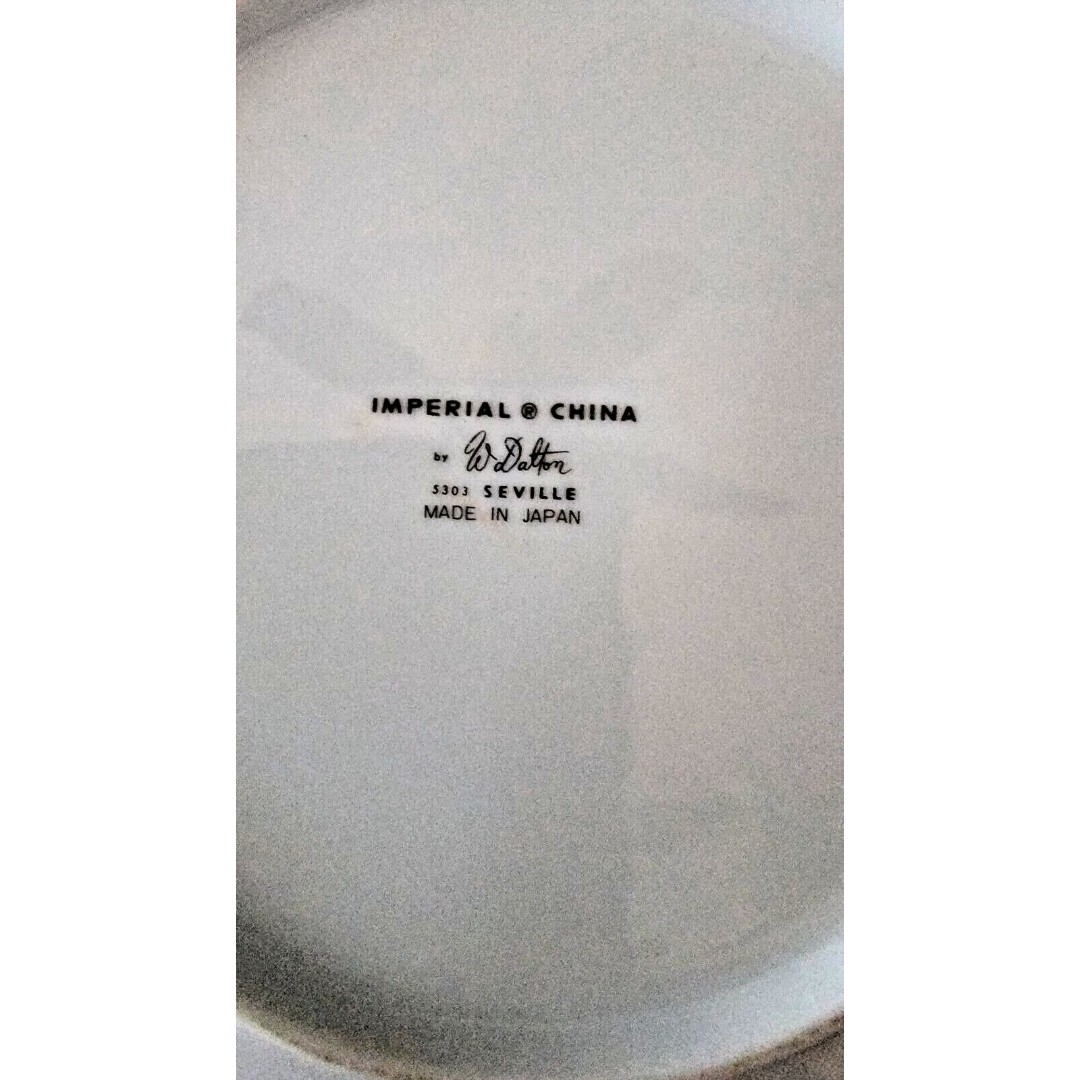 IMPERIAL ® CHINA
by W Dalton
5303 SEVILLE
MADE IN JAPAN